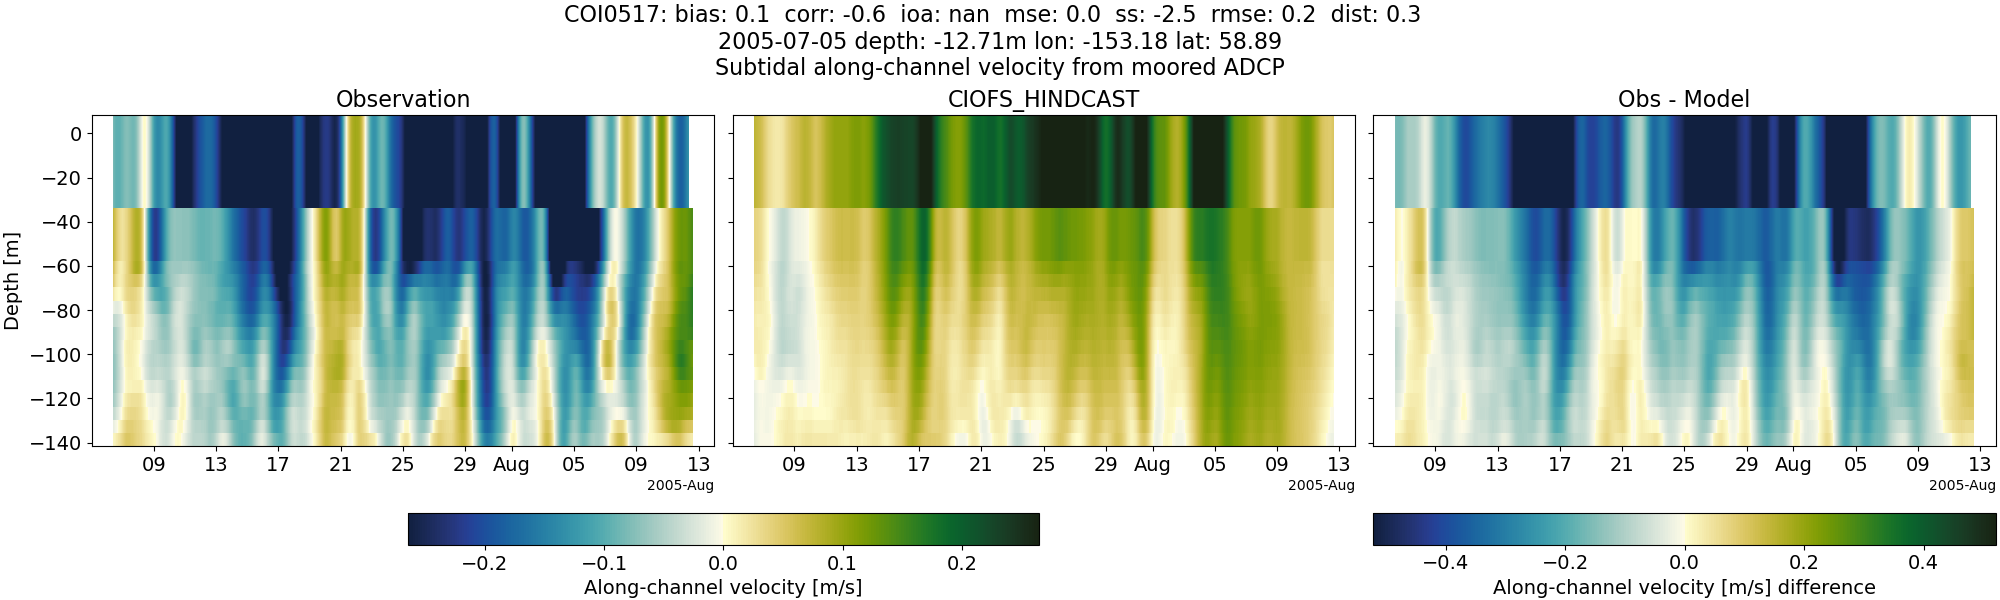 COI0517: bias: 0.1 corr: -0.6 ioa: nan mse: 0.0 ss: -2.5 rmse: 0.2 dist: 0.3
2005-07-05 depth: -12.71m lon: -153.18 lat: 58.89
Subtidal along-channel velocity from moored ADCP
Observation
CIOFS_HINDCAST
Obs - Model
Depth [m]
0
−20
−40
−60
−80
−100
−120
−140
09 13 17 21 25 29 Aug 05 09 13
2005-Aug
09 13 17 21 25 29 Aug 05 09 13
2005-Aug
09 13 17 21 25 29 Aug 05 09 13
2005-Aug
−0.2 −0.1 0.0 0.1 0.2
Along-channel velocity [m/s]
−0.4 −0.2 0.0 0.2 0.4
Along-channel velocity [m/s] difference